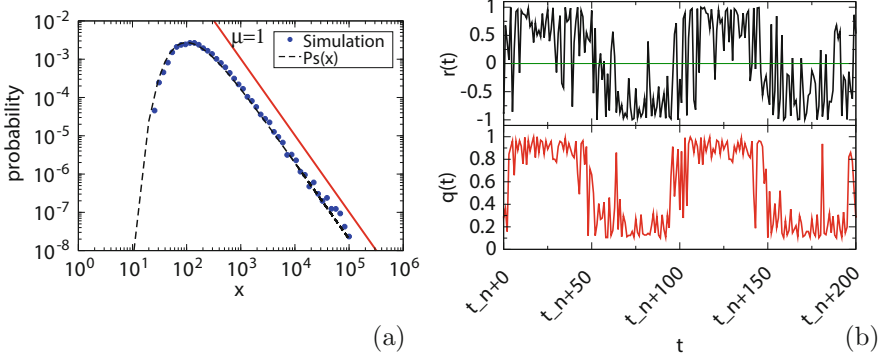 10^-2
10^-3
10^-4
10^-5
10^-6
10^-7
10^-8
probability
10^0 10^1 10^2 10^3 10^4 10^5 10^6
x
μ=1
Simulation
Ps(x)
(a)
1
0.5
0
-0.5
-1
r(t)
1
0.8
0.6
0.4
0.2
0
q(t)
t_n+0 t_n+50 t_n+100 t_n+150 t_n+200
t
(b)